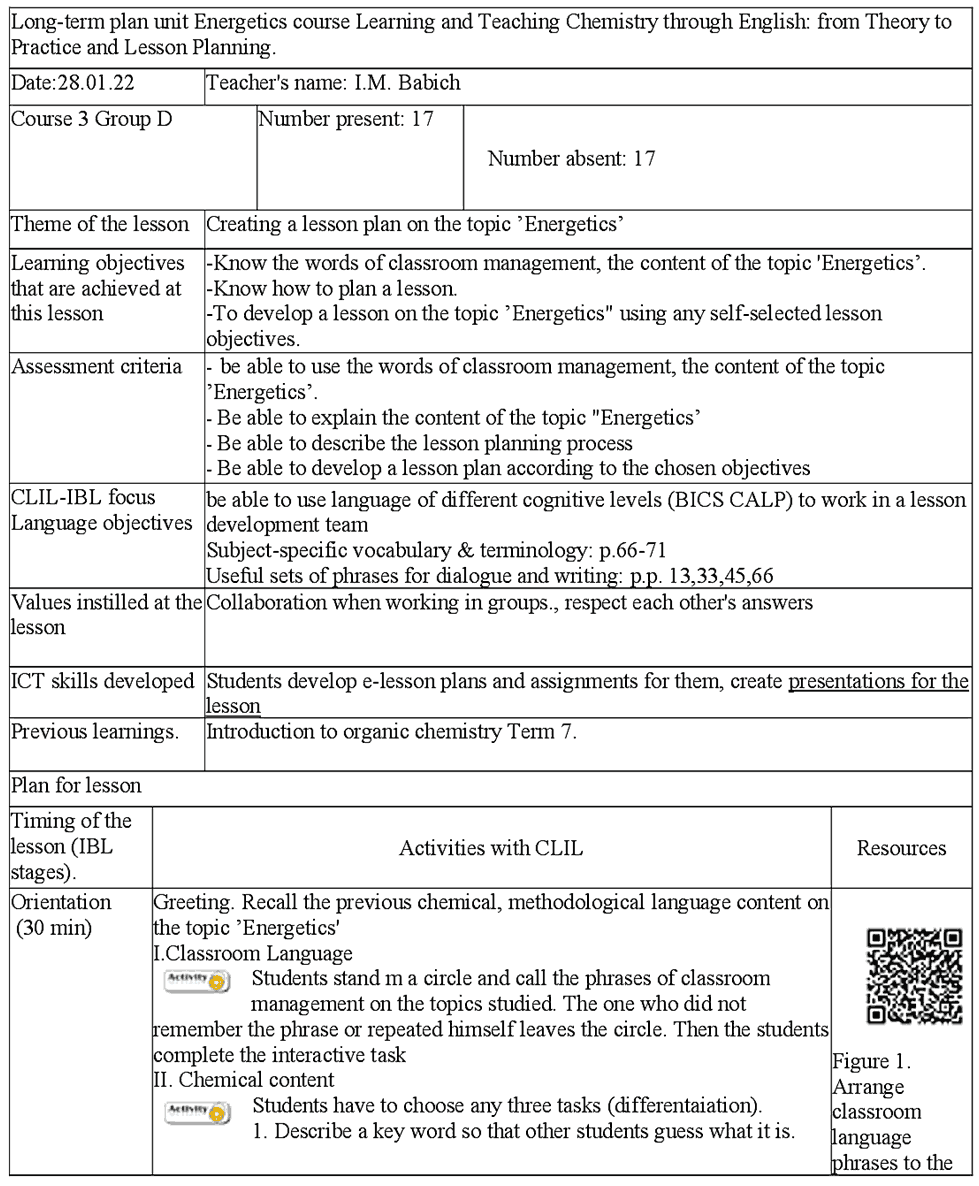 Long-term plan unit Energetics course Learning and Teaching Chemistry through English: from Theory to
Practice and Lesson Planning.
Date:28.01.22
Teacher's name: I.M. Babich
Course 3 Group D
Number present: 17
Number absent: 17
Theme of the lesson
Creating a lesson plan on the topic ’Energetics’
Learning objectives
that are achieved at
this lesson
-Know the words of classroom management, the content of the topic 'Energetics’.
-Know how to plan a lesson.
-To develop a lesson on the topic ’Energetics" using any self-selected lesson
objectives.
Assessment criteria
- be able to use the words of classroom management, the content of the topic
’Energetics’.
- Be able to explain the content of the topic "Energetics’
- Be able to describe the lesson planning process
- Be able to develop a lesson plan according to the chosen objectives
CLIL-IBL focus
Language objectives
be able to use language of different cognitive levels (BICS CALP) to work in a lesson
development team
Subject-specific vocabulary & terminology: p.66-71
Useful sets of phrases for dialogue and writing: p.p. 13,33,45,66
Values instilled at the
lesson
Collaboration when working in groups., respect each other's answers
ICT skills developed
Students develop e-lesson plans and assignments for them, create presentations for the
lesson
Previous learnings.
Introduction to organic chemistry Term 7.
Plan for lesson
Timing of the
lesson (IBL
stages).
Activities with CLIL
Resources
Orientation
(30 min)
Greeting. Recall the previous chemical, methodological language content on
the topic ’Energetics'
I.Classroom Language
Activity
Students stand m a circle and call the phrases of classroom
management on the topics studied. The one who did not
remember the phrase or repeated himself leaves the circle. Then the students
complete the interactive task
II. Chemical content
Activity
Students have to choose any three tasks (differentaiation).
1. Describe a key word so that other students guess what it is.
Figure 1.
Arrange
classroom
language
phrases to the